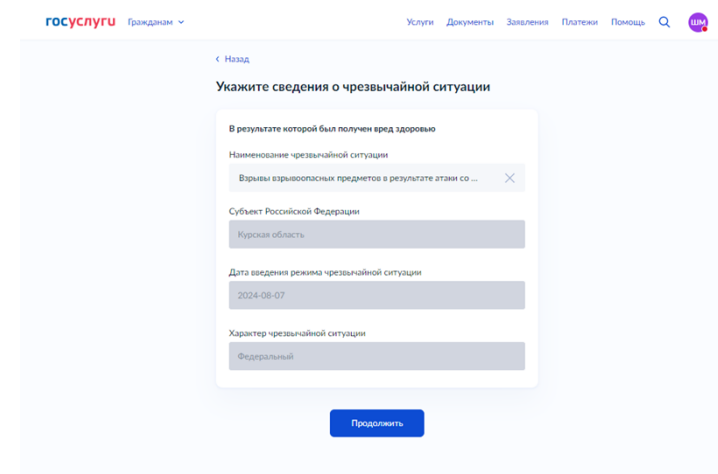 госуслуги Гражданам Услуги Документы Заявления Платежи Помощь ШМ
Назад
Укажите сведения о чрезвычайной ситуации
В результате которой был получен вред здоровью
Наименование чрезвычайной ситуации
Взрывы взрывоопасных предметов в результате атаки со ...
Субъект Российской Федерации
Курская область
Дата введения режима чрезвычайной ситуации
2024-08-07
Характер чрезвычайной ситуации
Федеральный
Продолжить